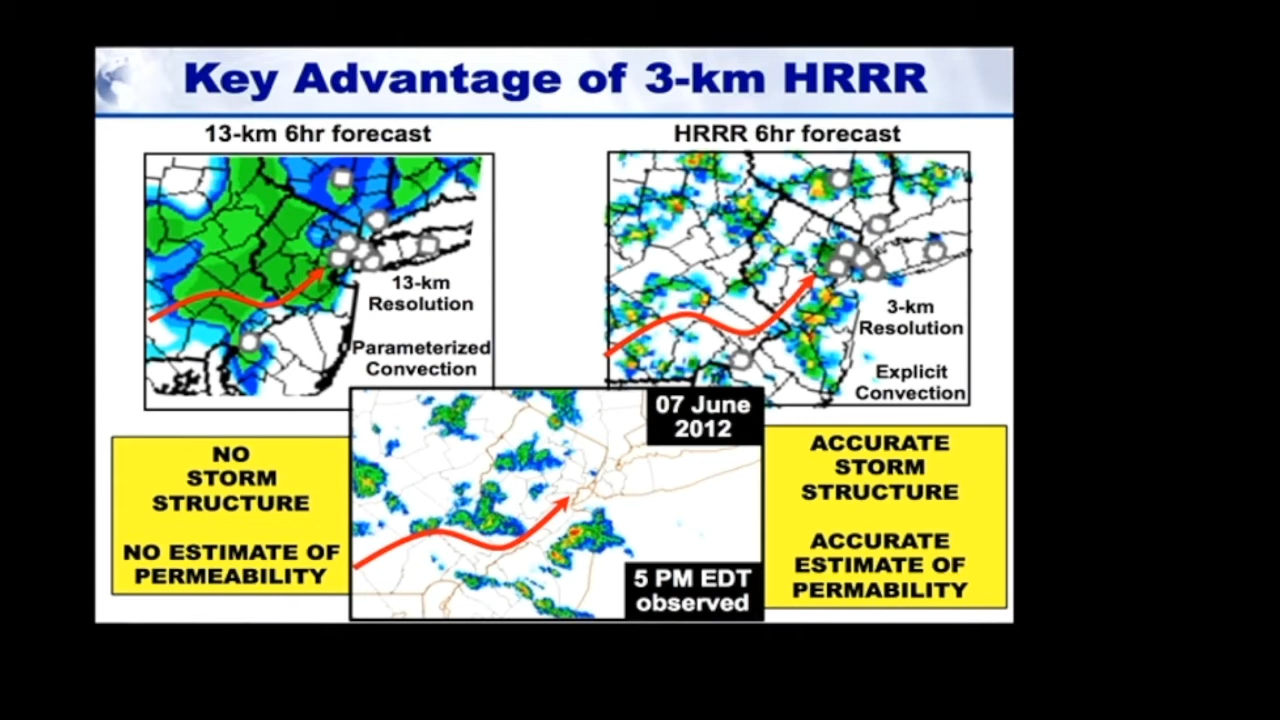 Key Advantage of 3-km HRRR
13-km 6hr forecast
HRRR 6hr forecast
13-km
Resolution
Parameterized
Convection
3-km
Resolution
Explicit
Convection
07 June
2012
5 PM EDT
observed
NO
STORM
STRUCTURE
NO ESTIMATE OF
PERMEABILITY
ACCURATE
STORM
STRUCTURE
ACCURATE
ESTIMATE OF
PERMABILITY